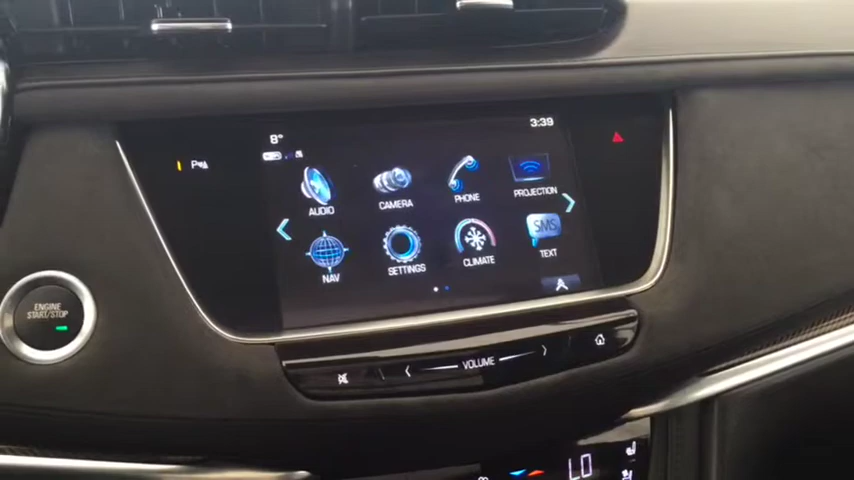 8°
3:39
P
AUDIO
CAMERA
PHONE
PROJECTION
SMS
NAV
SETTINGS
CLIMATE
TEXT
ENGINE
START/STOP
VOLUME
LO